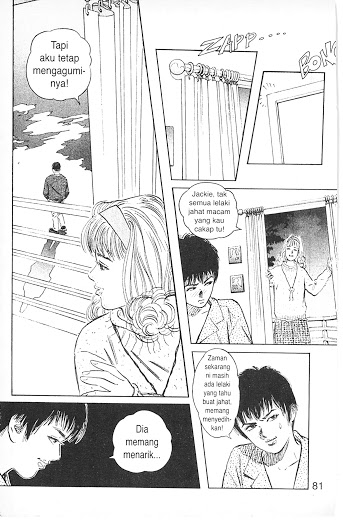 Tapi
aku tetap
mengagumi-
nya!
ZAPP.....
BONG
Jackie, tak
semua lelaki
jahat macam
yang kau
cakap tu!
Zaman
sekarang
ni masih
ada lelaki
yang tahu
buat jahat,
memang
menyedih-
kan!
Dia
memang
menarik...
81